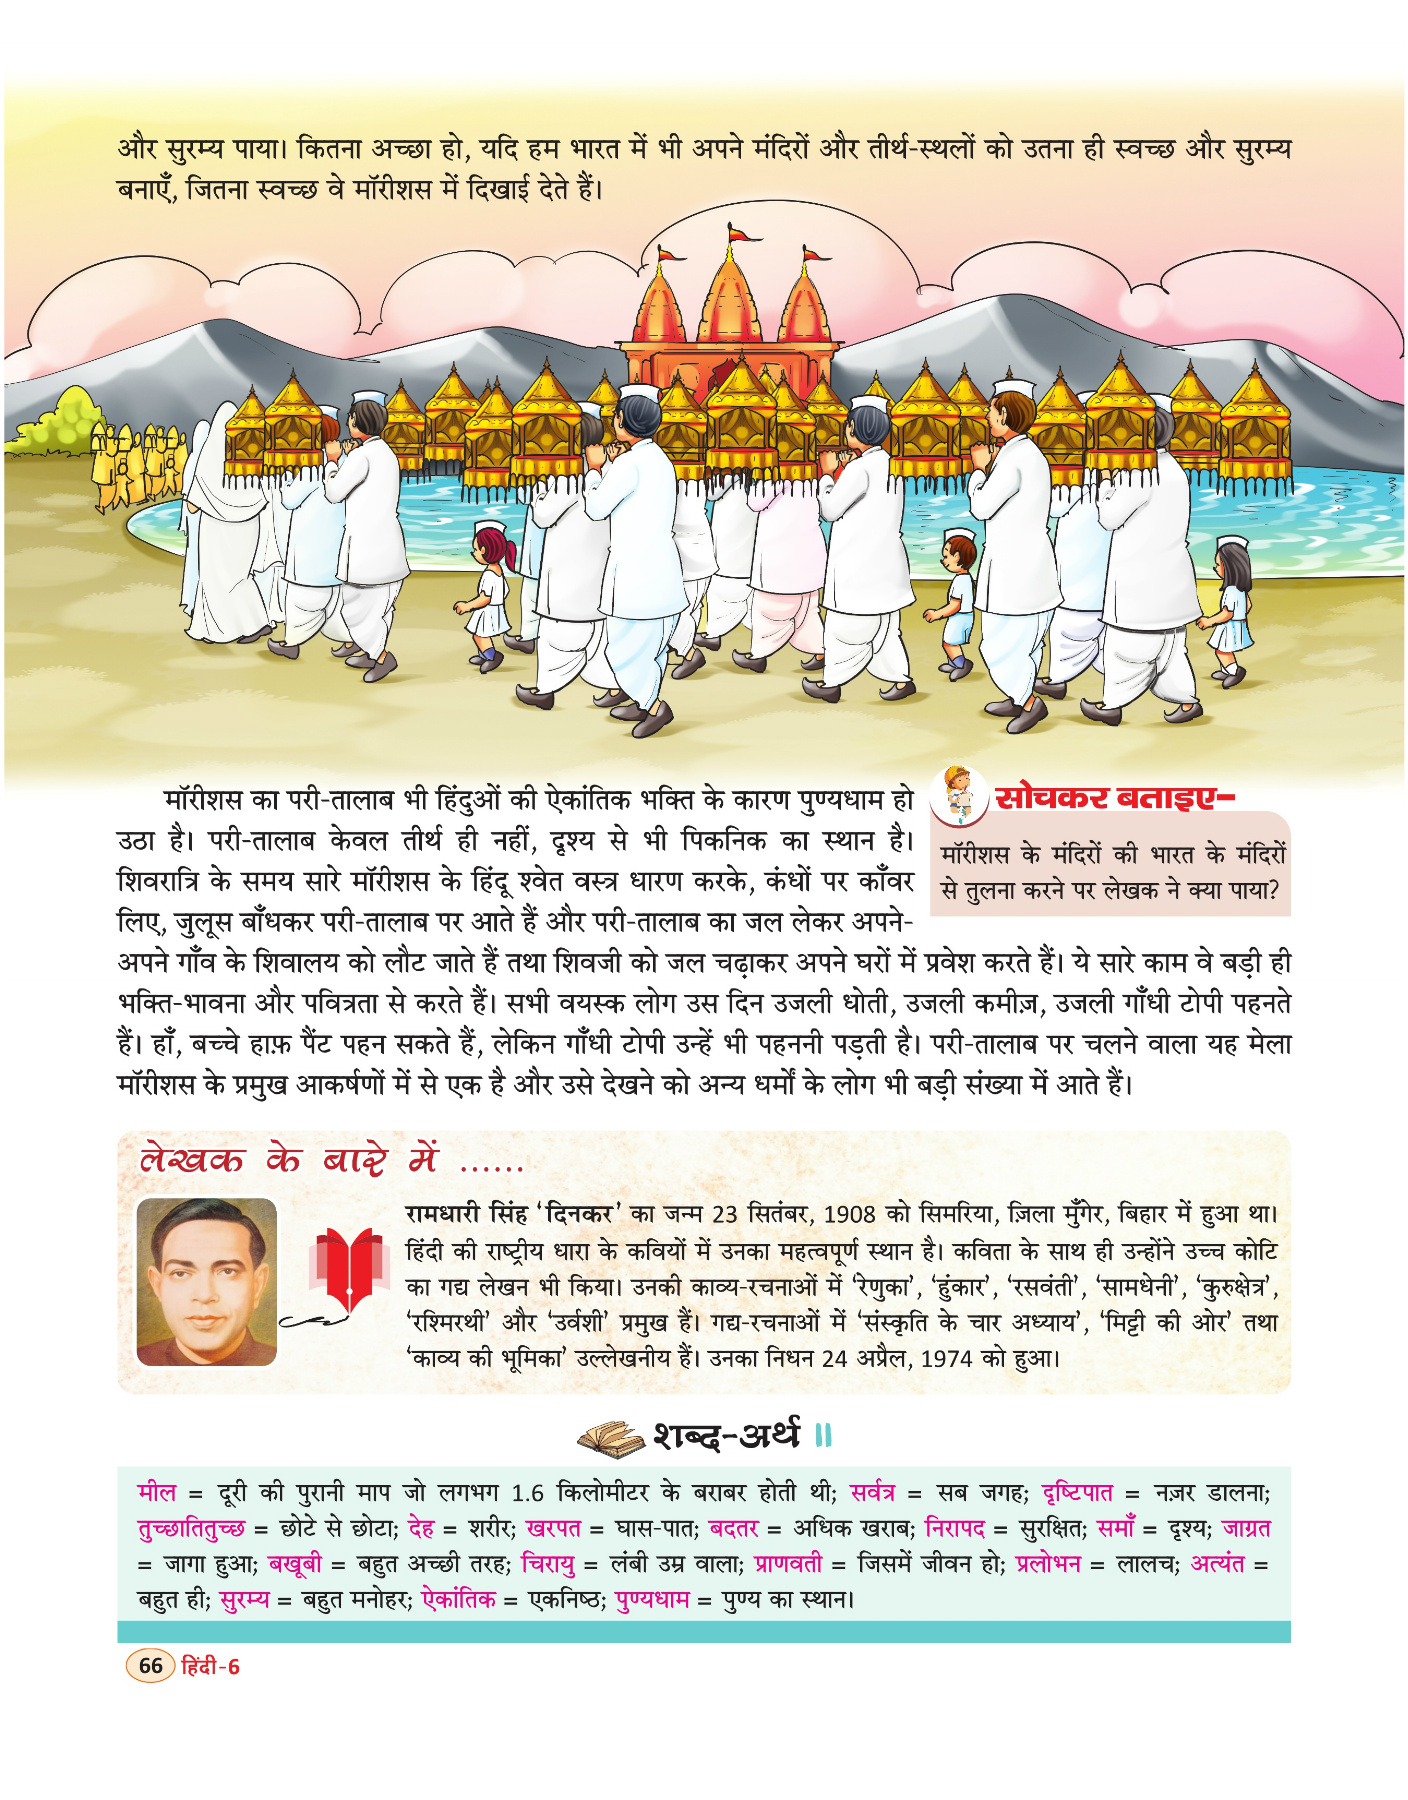 और सुरम्य पाया। कितना अच्छा हो, यदि हम भारत में भी अपने मंदिरों और तीर्थ-स्थलों को उतना ही स्वच्छ और सुरम्य
बनाएँ, जितना स्वच्छ वे मॉरीशस में दिखाई देते हैं।
मॉरीशस का परी-तालाब भी हिंदुओं की ऐकांतिक भक्ति के कारण पुण्यधाम हो
उठा है। परी-तालाब केवल तीर्थ ही नहीं, दृश्य से भी पिकनिक का स्थान है।
शिवरात्रि के समय सारे मॉरीशस के हिंदू श्वेत वस्त्र धारण करके, कंधों पर काँवर
लिए, जुलूस बाँधकर परी-तालाब पर आते हैं और परी-तालाब का जल लेकर अपने-
अपने गाँव के शिवालय को लौट जाते हैं तथा शिवजी को जल चढ़ाकर अपने घरों में प्रवेश करते हैं। ये सारे काम वे बड़ी ही
भक्ति-भावना और पवित्रता से करते हैं। सभी वयस्क लोग उस दिन उजली धोती, उजली कमीज़, उजली गाँधी टोपी पहनते
हैं। हाँ, बच्चे हाफ़ पैंट पहन सकते हैं, लेकिन गाँधी टोपी उन्हें भी पहननी पड़ती है। परी-तालाब पर चलने वाला यह मेला
मॉरीशस के प्रमुख आकर्षणों में से एक है और उसे देखने को अन्य धर्मों के लोग भी बड़ी संख्या में आते हैं।
सोचकर बताइए-
मॉरीशस के मंदिरों की भारत के मंदिरों
से तुलना करने पर लेखक ने क्या पाया?
लेखक के बारे में ......
रामधारी सिंह ‘दिनकर’ का जन्म 23 सितंबर, 1908 को सिमरिया, ज़िला मुँगेर, बिहार में हुआ था।
हिंदी की राष्ट्रीय धारा के कवियों में उनका महत्वपूर्ण स्थान है। कविता के साथ ही उन्होंने उच्च कोटि
का गद्य लेखन भी किया। उनकी काव्य-रचनाओं में ‘रेणुका’, ‘हुंकार’, ‘रसवंती’, ‘सामधेनी’, ‘कुरुक्षेत्र’,
‘रश्मिरथी’ और ‘उर्वशी’ प्रमुख हैं। गद्य-रचनाओं में ‘संस्कृति के चार अध्याय’, ‘मिट्टी की ओर’ तथा
‘काव्य की भूमिका’ उल्लेखनीय हैं। उनका निधन 24 अप्रैल, 1974 को हुआ।
शब्द-अर्थ
मील = दूरी की पुरानी माप जो लगभग 1.6 किलोमीटर के बराबर होती थी; सर्वत्र = सब जगह; दृष्टिपात = नज़र डालना;
तुच्छातितुच्छ = छोटे से छोटा; देह = शरीर; खरपत = घास-पात; बदतर = अधिक खराब; निरापद = सुरक्षित; समाँ = दृश्य; जाग्रत
= जागा हुआ; बखूबी = बहुत अच्छी तरह; चिरायु = लंबी उम्र वाला; प्राणवती = जिसमें जीवन हो; प्रलोभन = लालच; अत्यंत =
बहुत ही; सुरम्य = बहुत मनोहर; ऐकांतिक = एकनिष्ठ; पुण्यधाम = पुण्य का स्थान।
66 हिंदी-6